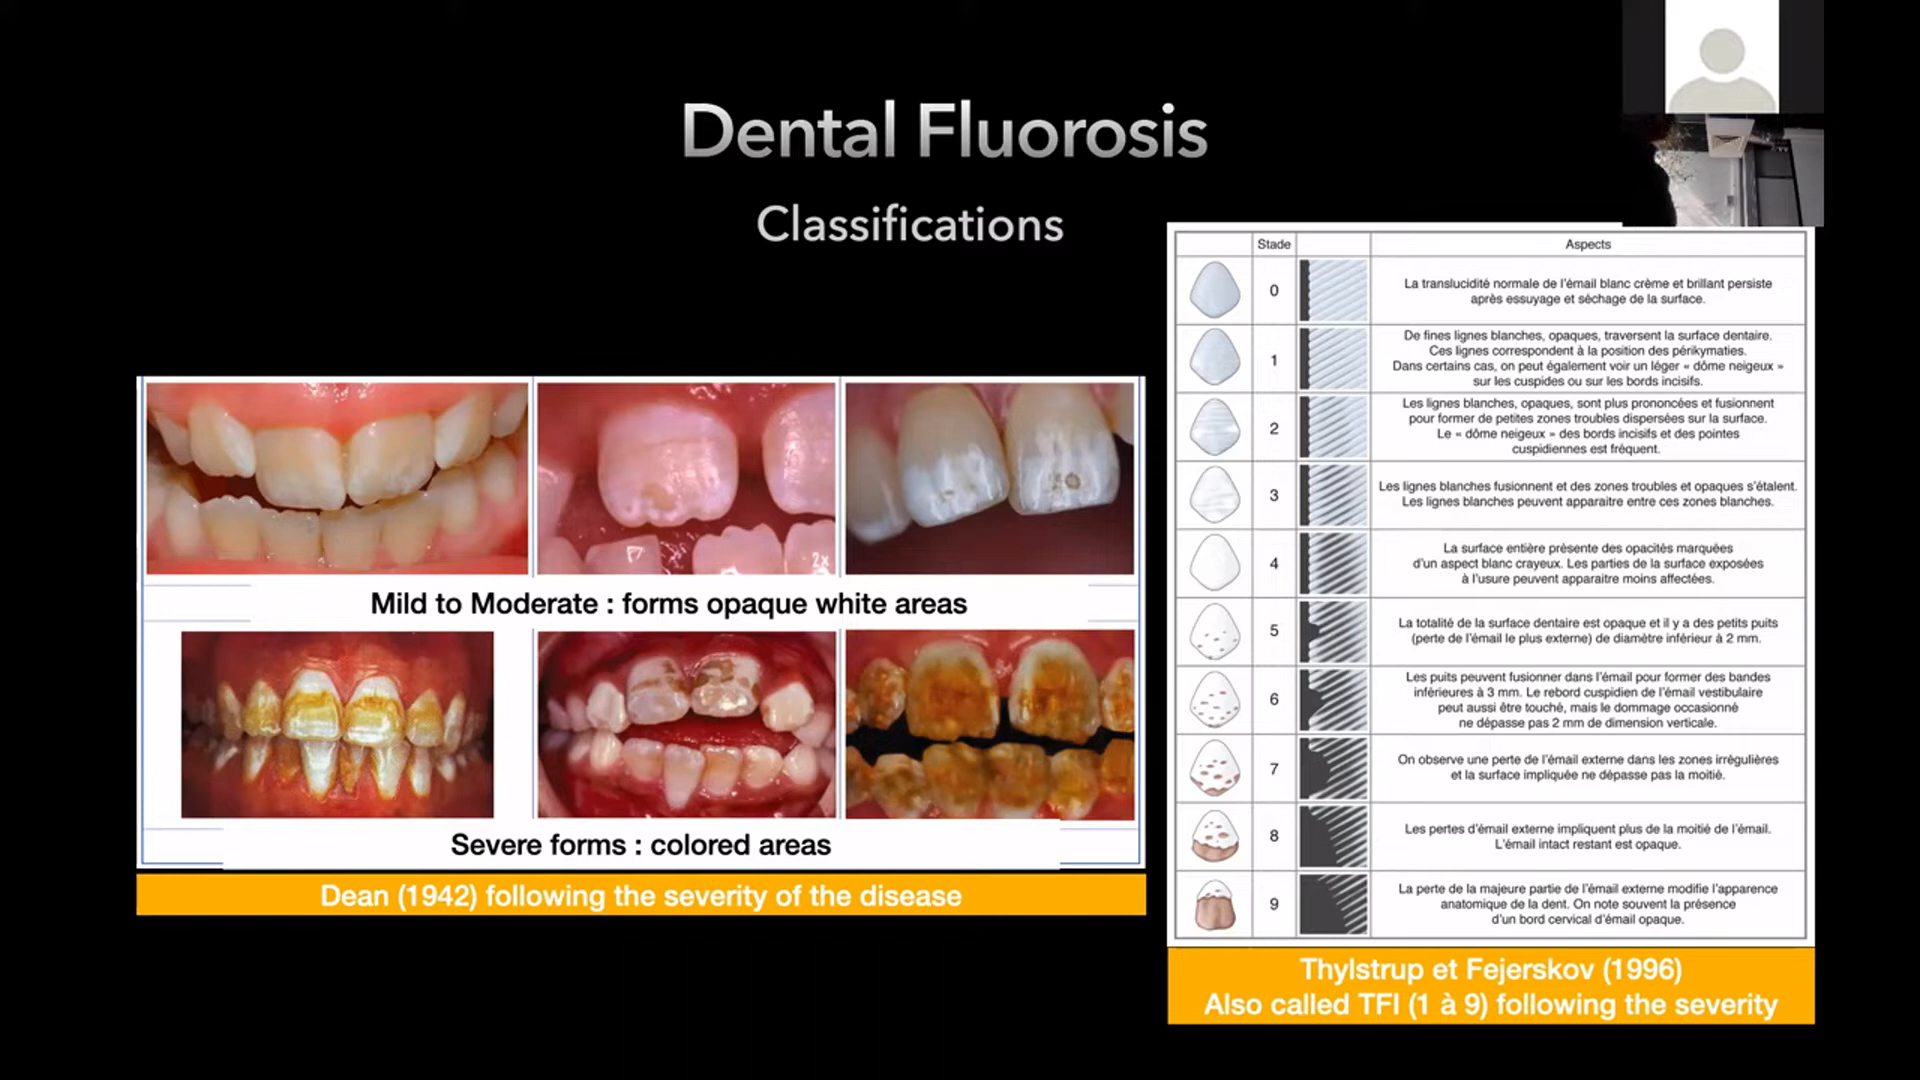 Dental Fluorosis
Classifications
2x
Mild to Moderate : forms opaque white areas
Severe forms : colored areas
Dean (1942) following the severity of the disease
Stade
Aspects
0
La translucidité normale de l'émail blanc crème et brillant persiste
après essuyage et séchage de la surface.
1
De fines lignes blanches, opaques, traversent la surface dentaire.
Ces lignes correspondent à la position des périkymaties.
Dans certains cas, on peut également voir un léger « dôme neigeux »
sur les cuspides ou sur les bords incisifs.
2
Les lignes blanches, opaques, sont plus prononcées et fusionnent
pour former de petites zones troubles dispersées sur la surface.
Le « dôme neigeux » des bords incisifs et des pointes
cuspidiennes est fréquent.
3
Les lignes blanches fusionnent et des zones troubles et opaques s'étalent.
Les lignes blanches peuvent apparaitre entre ces zones blanches.
4
La surface entière présente des opacités marquées
d'un aspect blanc crayeux. Les parties de la surface exposées
à l'usure peuvent apparaitre moins affectées.
5
La totalité de la surface dentaire est opaque et il y a des petits puits
(perte de l'émail le plus externe) de diamètre inférieur à 2 mm.
6
Les puits peuvent fusionner dans l'émail pour former des bandes
inférieures à 3 mm. Le rebord cuspidien de l'émail vestibulaire
peut aussi être touché, mais le dommage occasionné
ne dépasse pas 2 mm de dimension verticale.
7
On observe une perte de l'émail externe dans les zones irrégulières
et la surface impliquée ne dépasse pas la moitié.
8
Les pertes d'émail externe impliquent plus de la moitié de l'émail.
L'émail intact restant est opaque.
9
La perte de la majeure partie de l'émail externe modifie l'apparence
anatomique de la dent. On note souvent la présence
d'un bord cervical d'émail opaque.
Thylstrup et Fejerskov (1996)
Also called TFI (1 à 9) following the severity